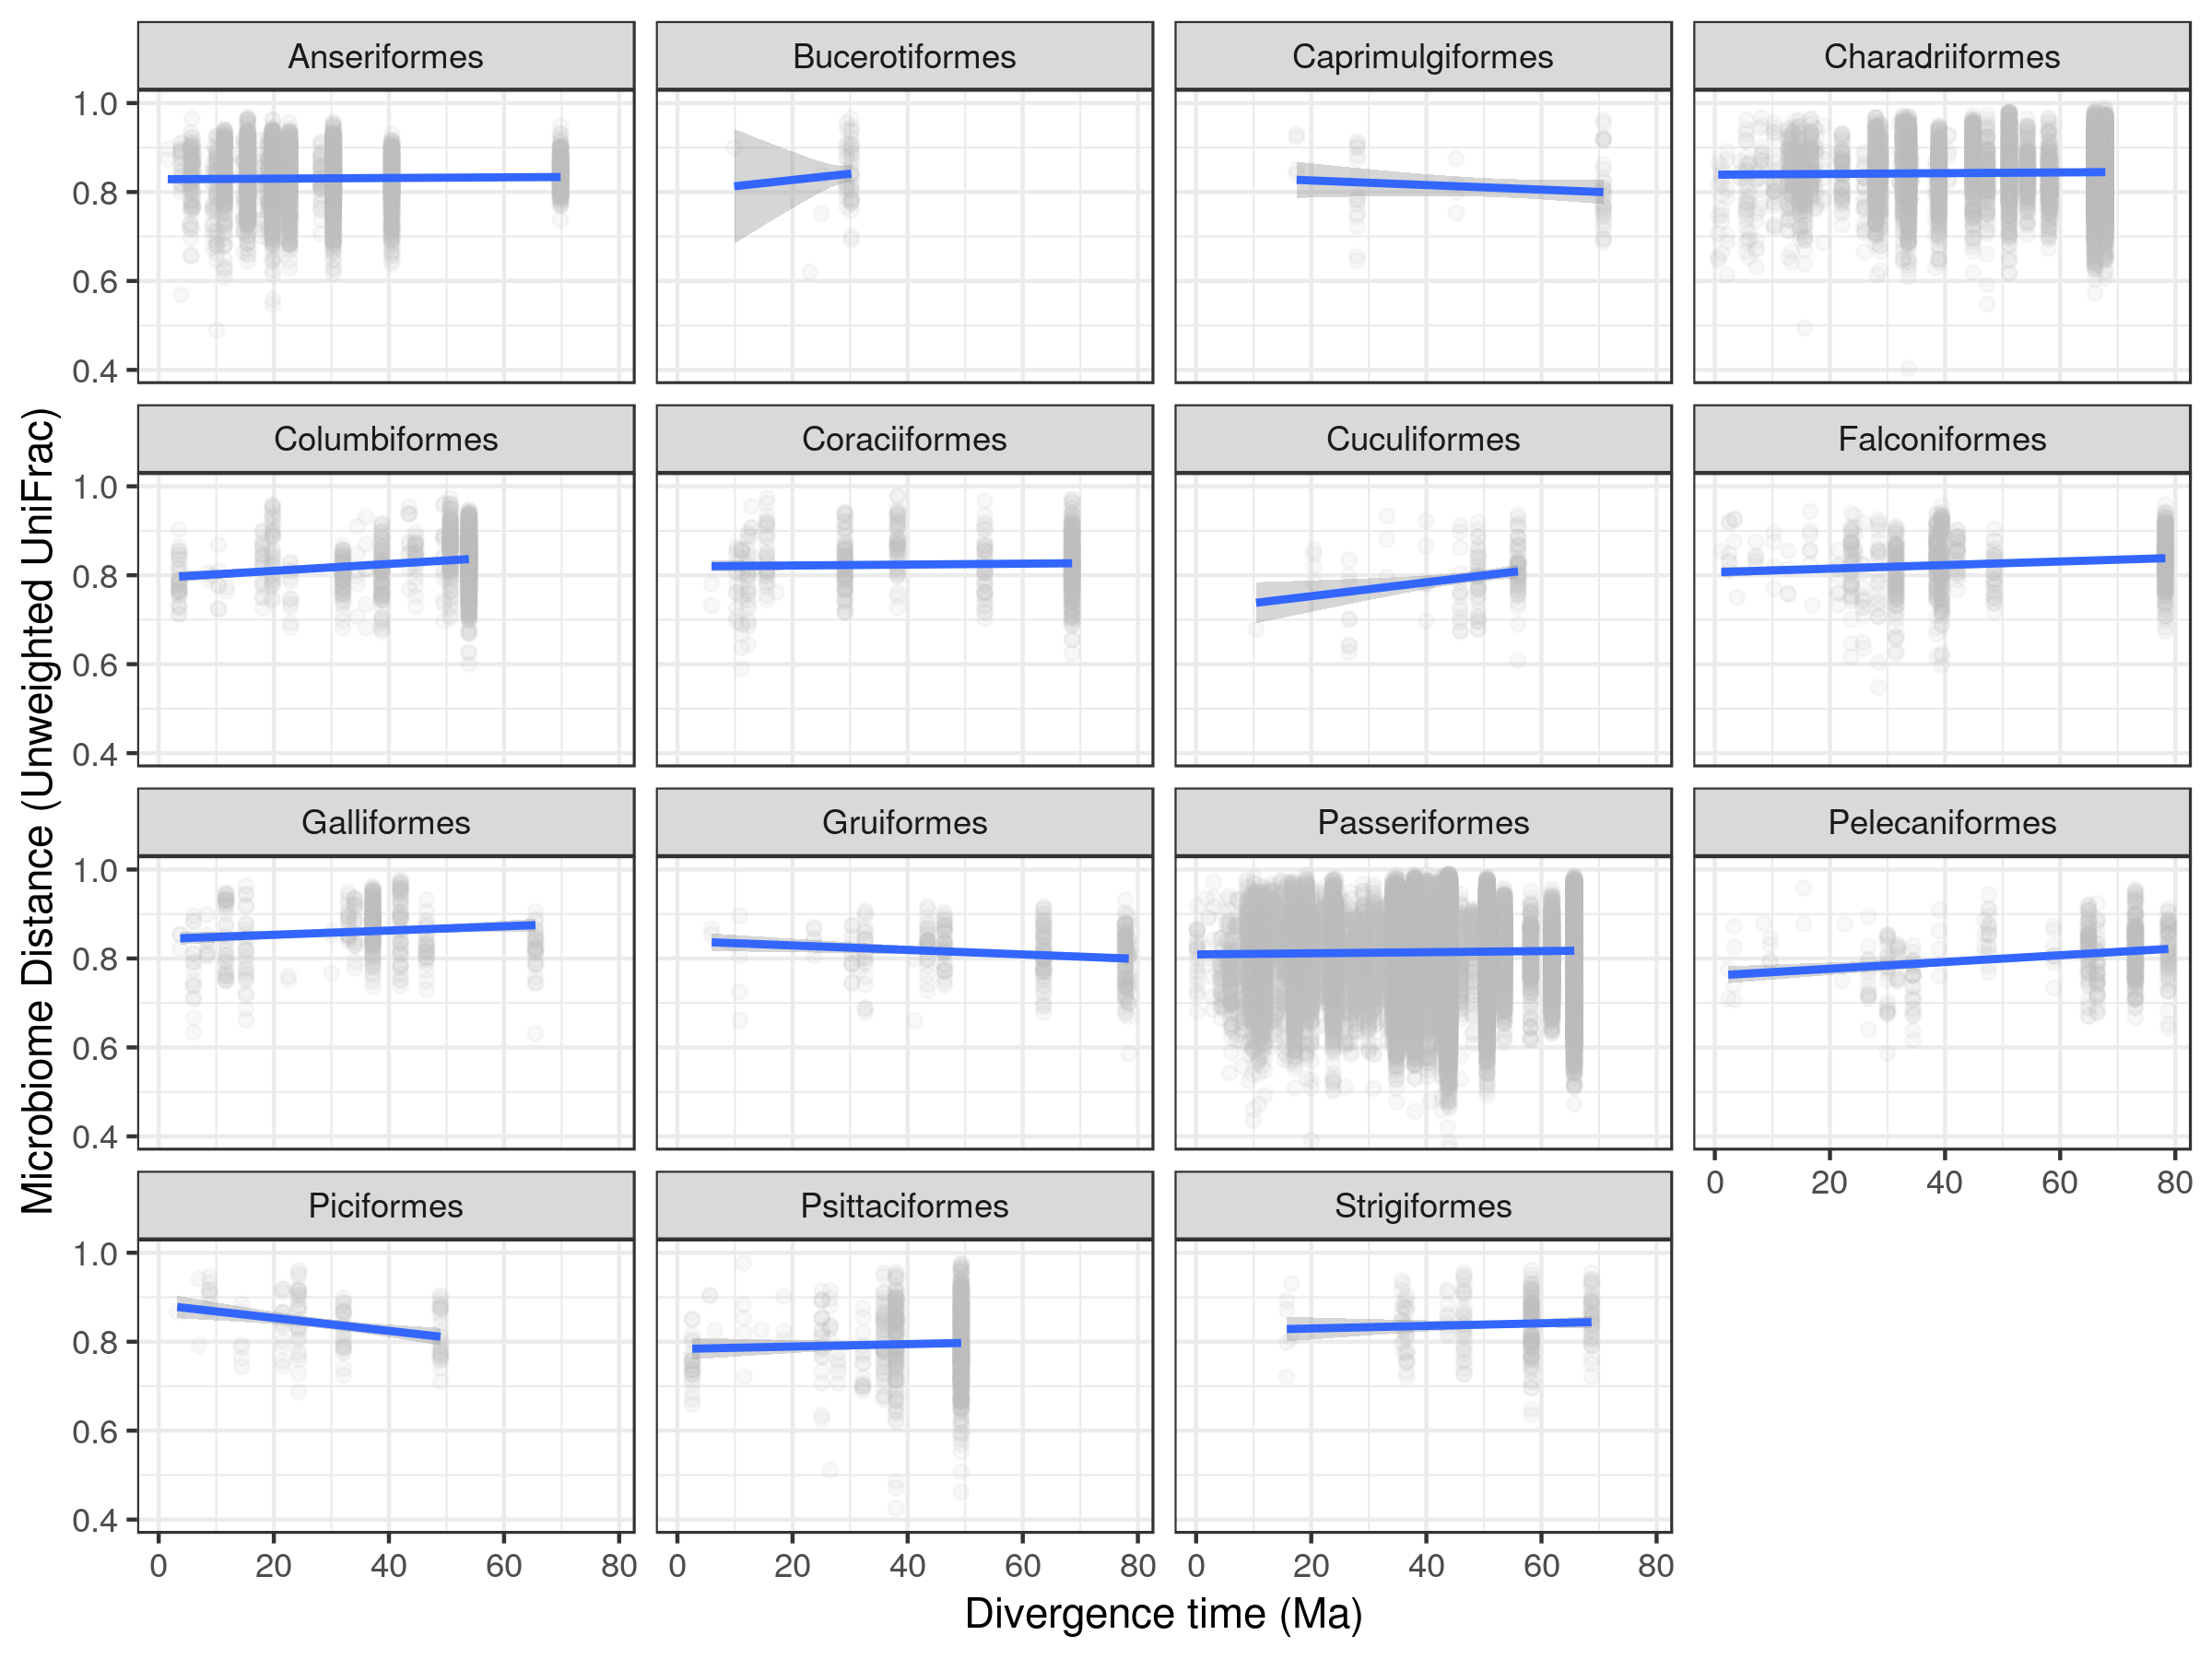 Anseriformes
Bucerotiformes
Caprimulgiformes
Charadriiformes
1.0
0.8
0.6
0.4
Columbiformes
Coraciiformes
Cuculiformes
Falconiformes
1.0
0.8
0.6
0.4
Galliformes
Gruiformes
Passeriformes
Pelecaniformes
1.0
0.8
0.6
0.4
0 20 40 60 80
Piciformes
Psittaciformes
Strigiformes
1.0
0.8
0.6
0.4
0 20 40 60 80
0 20 40 60 80
0 20 40 60 80
Divergence time (Ma)
Microbiome Distance (Unweighted UniFrac)